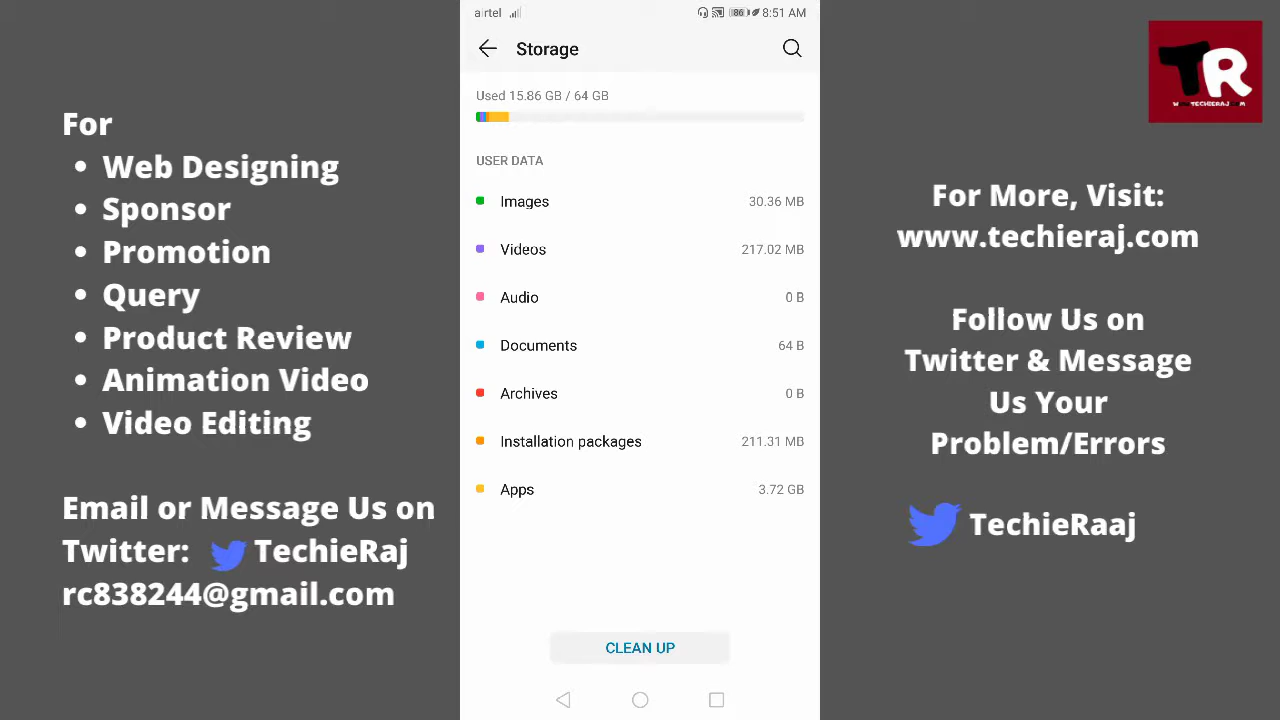 For
• Web Designing
• Sponsor
• Promotion
• Query
• Product Review
• Animation Video
• Video Editing
Email or Message Us on
Twitter: TechieRaj
rc838244@gmail.com
airtel 86 8:51 AM
Storage
Used 15.86 GB / 64 GB
USER DATA
Images 30.36 MB
Videos 217.02 MB
Audio 0 B
Documents 64 B
Archives 0 B
Installation packages 211.31 MB
Apps 3.72 GB
CLEAN UP
TR
For More, Visit:
www.techieraj.com
Follow Us on
Twitter & Message
Us Your
Problem/Errors
TechieRaaj